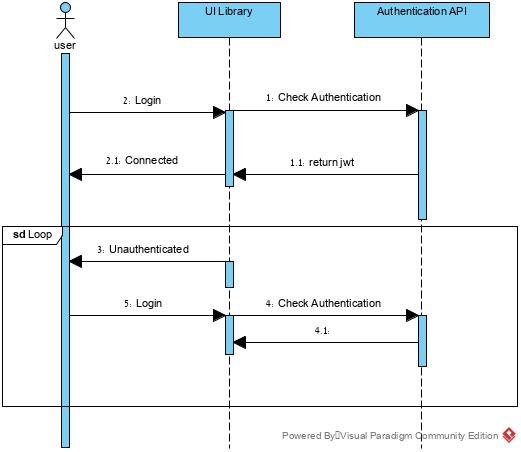 UI Library
Authentication API
user
2: Login
1: Check Authentication
2.1: Connected
1.1: return jwt
sd Loop
3: Unauthenticated
5: Login
4: Check Authentication
4.1:
Powered By Visual Paradigm Community Edition